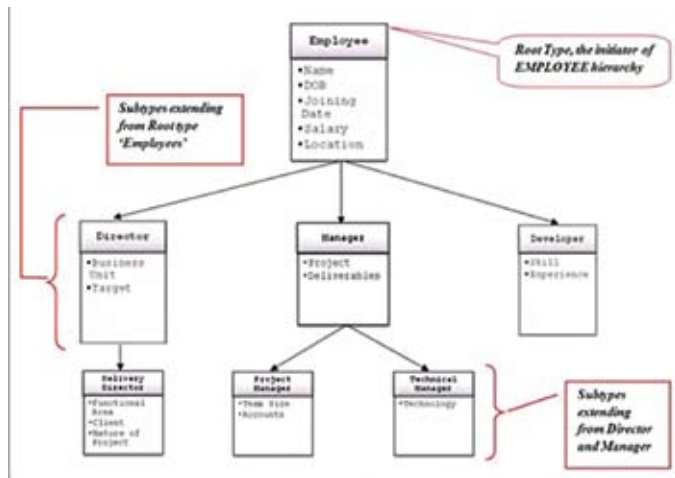 Employee
•Name
•DOB
•Joining
Date
•Salary
•Location
Root Type, the initiator of
EMPLOYEE hierarchy
Subtypes extending
from Root type
'Employees'
Director
•Business
Unit
•Target
Manager
•Project
•Deliverables
Developer
•Skill
•Experience
Delivery
Director
•Functional
Area
•Client
•Nature of
Project
Project
Manager
•Team Size
•Accounts
Technical
Manager
•Technology
Subtypes
extending
from Director
and Manager